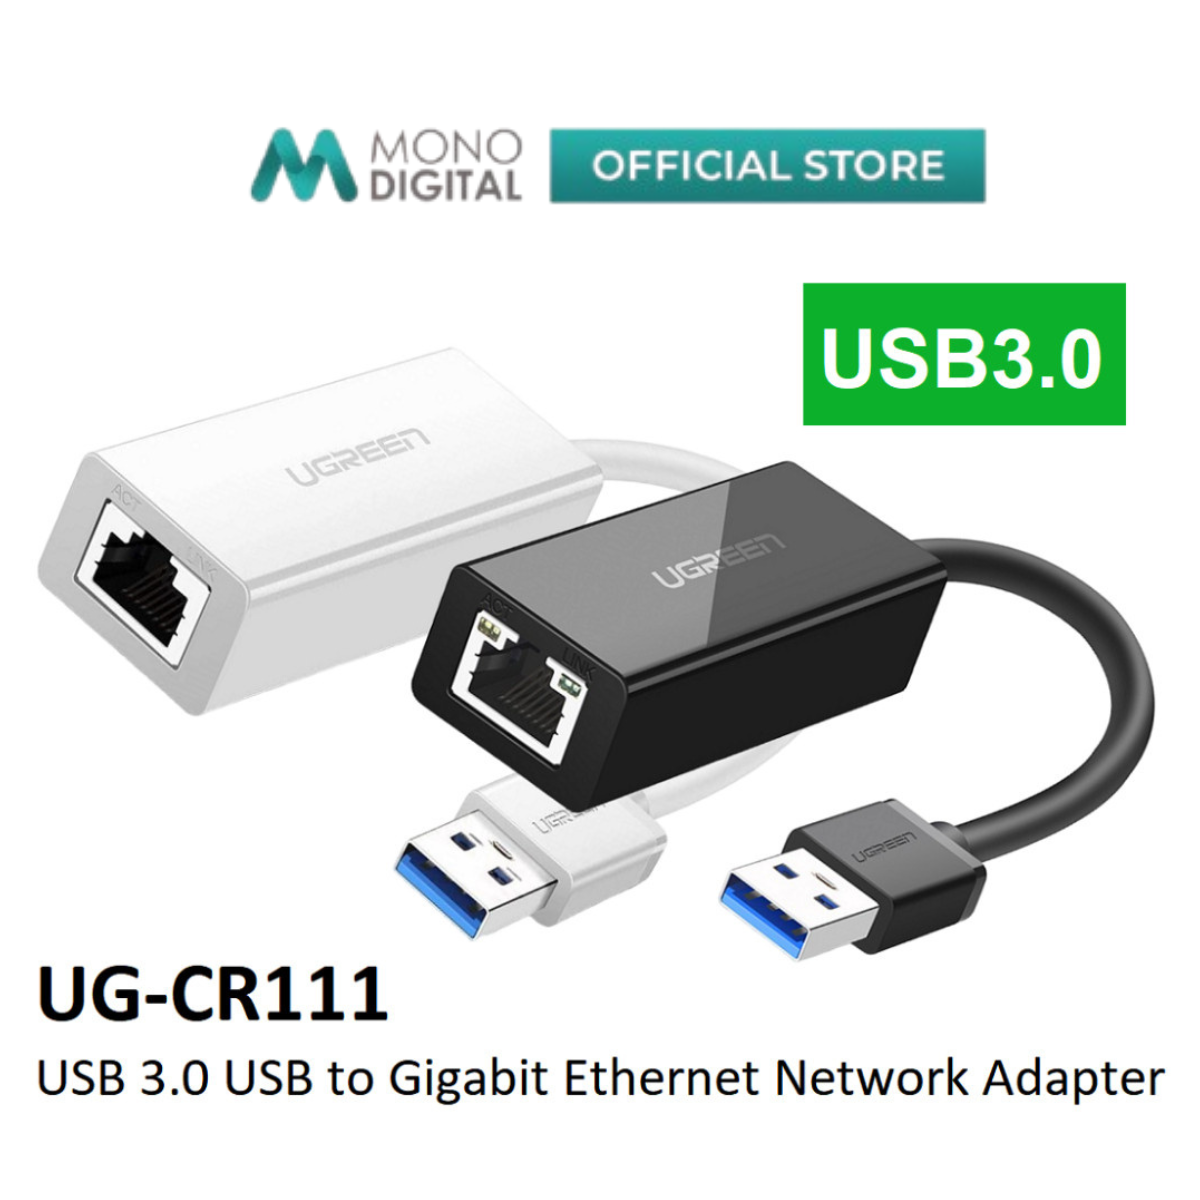 MONO
DIGITAL
OFFICIAL STORE
USB3.0
UGREEN
ACT
LINK
UGREEN
ACT
LINK
UGREEN
UGREEN
UG-CR111
USB 3.0 USB to Gigabit Ethernet Network Adapter